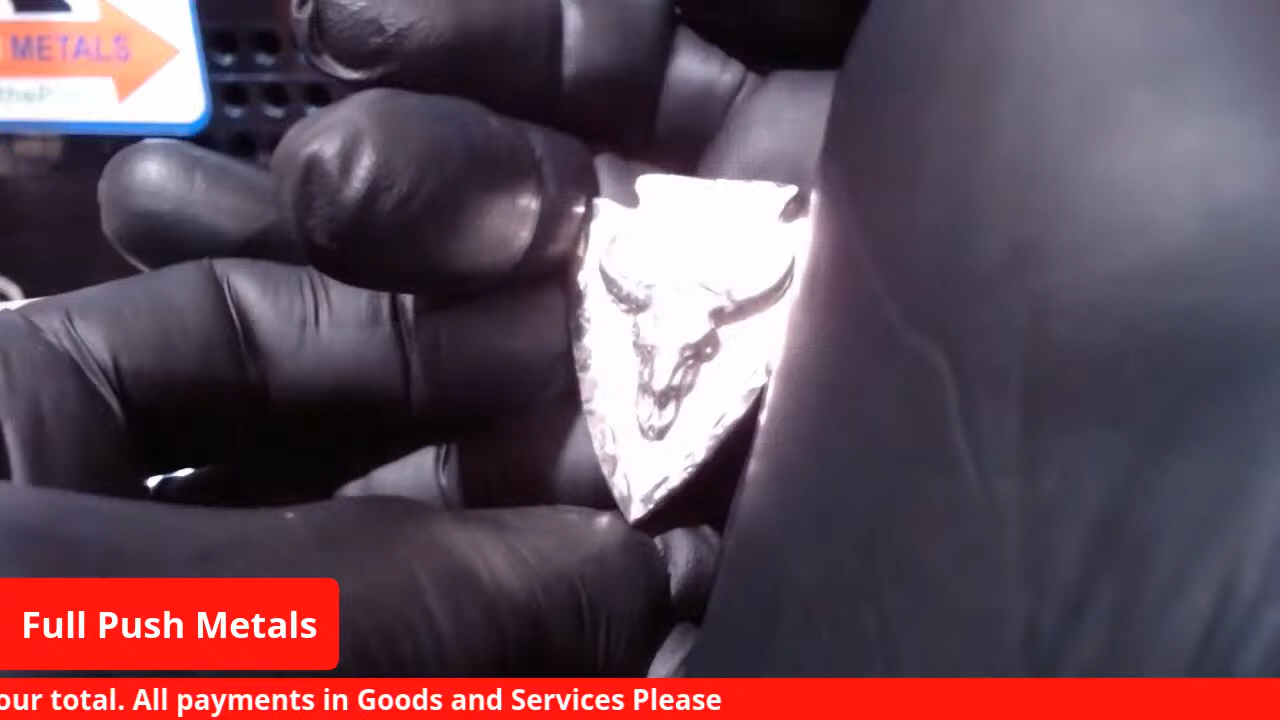 METALS
Full Push Metals
our total. All payments in Goods and Services Please